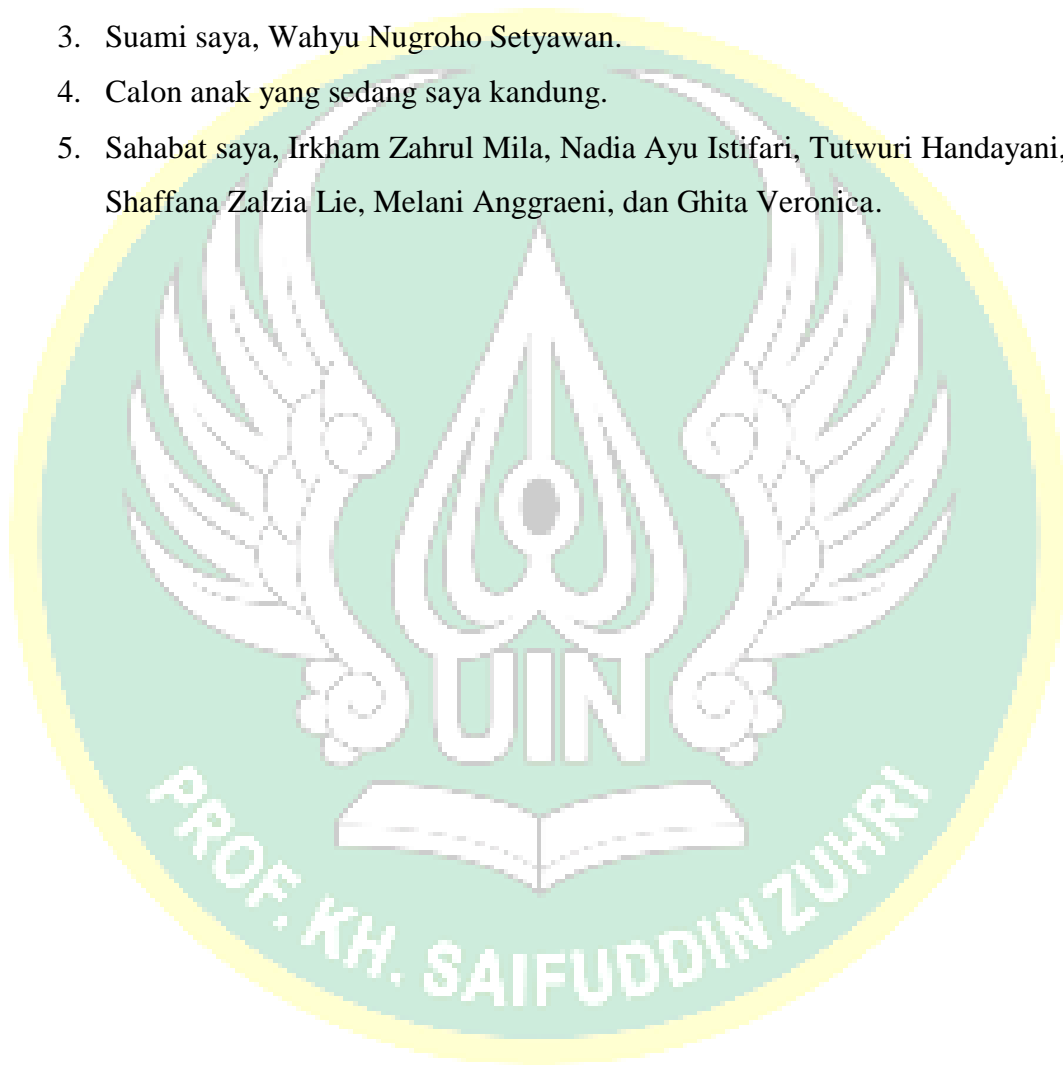 3. Suami saya, Wahyu Nugroho Setyawan.
4. Calon anak yang sedang saya kandung.
5. Sahabat saya, Irkham Zahrul Mila, Nadia Ayu Istifari, Tutwuri Handayani,
Shaffana Zalzia Lie, Melani Anggraeni, dan Ghita Veronica.
UIN
PROF. KH. SAIFUDDIN ZUHRI